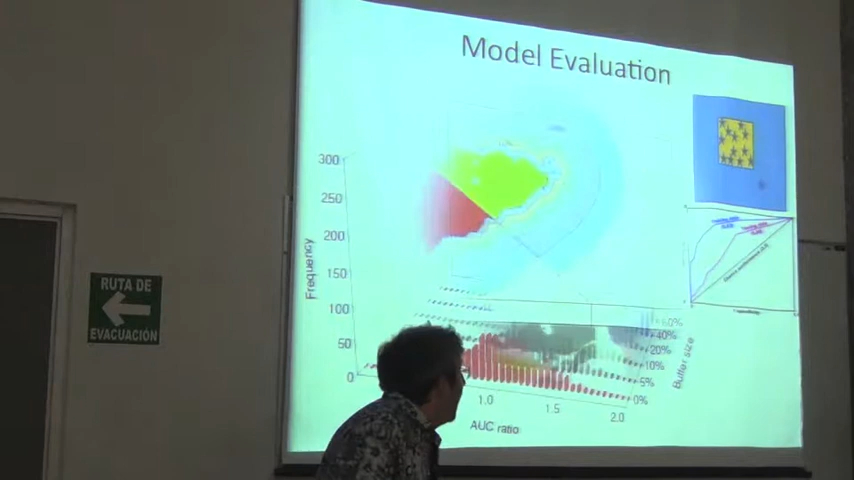 Model Evaluation
300
250
200
150
100
50
0
Frequency
1.0
1.5
2.0
AUC ratio
60%
40%
20%
10%
5%
0%
Buffer size
RUTA DE
EVACUACIÓN